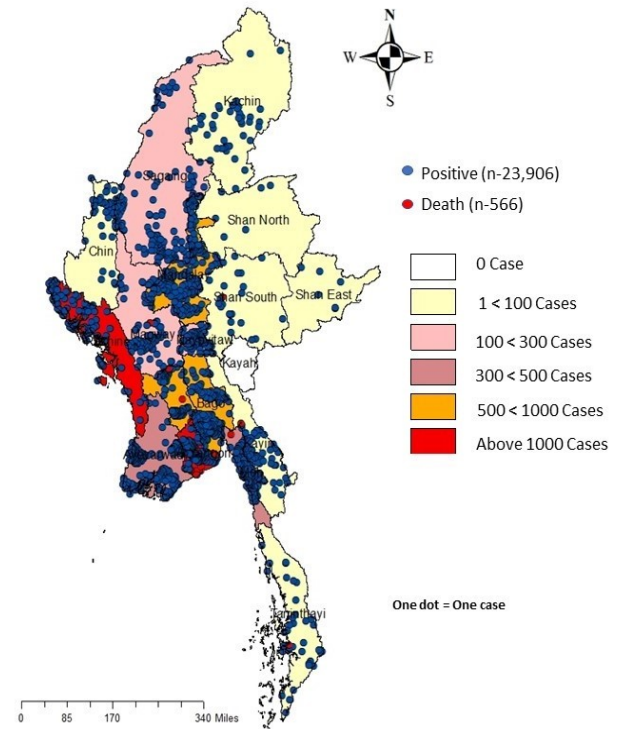 N
W E
S
Kachin
Positive (n-23,906)
Death (n-566)
Sagaing
Shan North
Chin
0 Case
Shan South
Shan East
1 < 100 Cases
100 < 300 Cases
Kayah
300 < 500 Cases
Bago
500 < 1000 Cases
Above 1000 Cases
One dot = One case
0 85 170 340 Miles